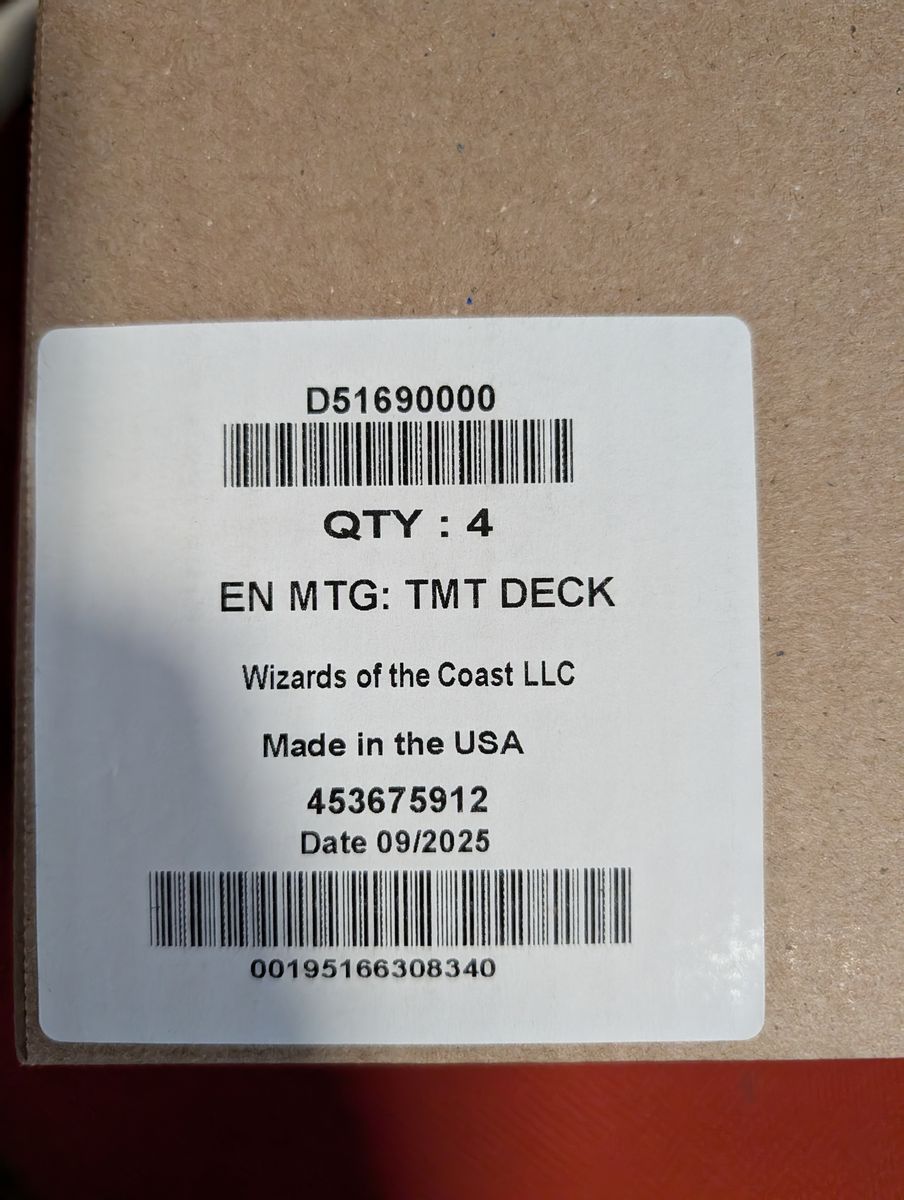 D51690000
QTY : 4
EN MTG: TMT DECK
Wizards of the Coast LLC
Made in the USA
453675912
Date 09/2025
00195166308340